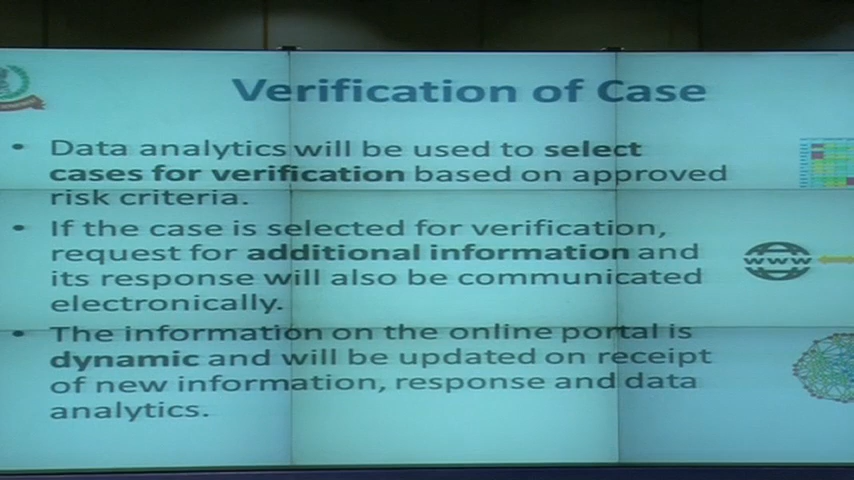 Verification of Case
• Data analytics will be used to select
cases for verification based on approved
risk criteria.
• If the case is selected for verification,
request for additional information and
its response will also be communicated
electronically.
www
• The information on the online portal is
dynamic and will be updated on receipt
of new information, response and data
analytics.